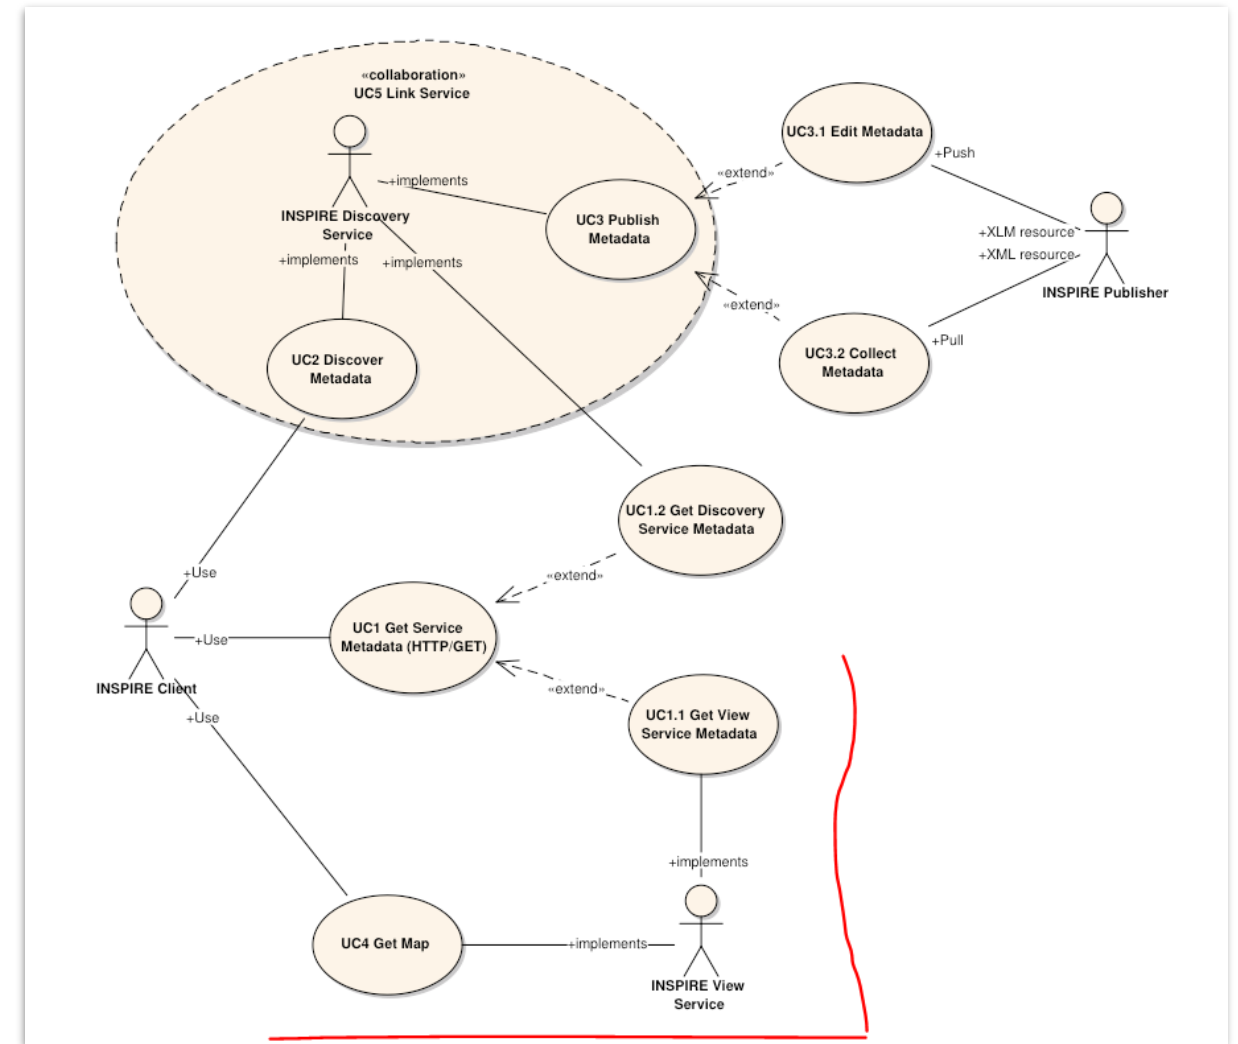 «collaboration»
UC5 Link Service
UC3.1 Edit Metadata
+Push
«extend»
+implements
INSPIRE Discovery
Service
UC3 Publish
Metadata
+XLM resource
+XML resource
INSPIRE Publisher
+implements
+implements
«extend»
+Pull
UC2 Discover
Metadata
UC3.2 Collect
Metadata
UC1.2 Get Discovery
Service Metadata
+Use
«extend»
UC1 Get Service
Metadata (HTTP/GET)
+Use
INSPIRE Client
«extend»
+Use
UC1.1 Get View
Service Metadata
+implements
UC4 Get Map
+implements
INSPIRE View
Service